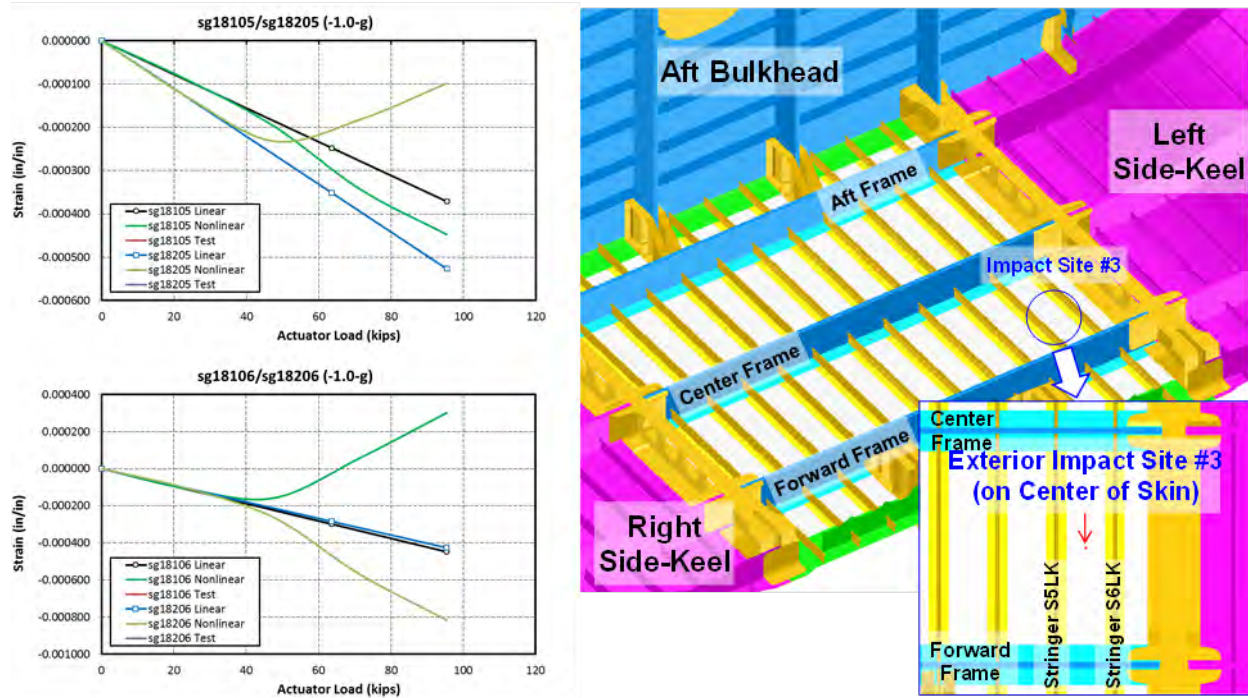 sg18105/sg18205 (-1.0-g)
0.000000
-0.000100
-0.000200
-0.000300
-0.000400
-0.000500
-0.000600
Strain (in/in)
sg18105 Linear
sg18105 Nonlinear
sg18105 Test
sg18205 Linear
sg18205 Nonlinear
sg18205 Test
0 20 40 60 80 100 120
Actuator Load (kips)
sg18106/sg18206 (-1.0-g)
0.000400
0.000200
0.000000
-0.000200
-0.000400
-0.000600
-0.000800
-0.001000
Strain (in/in)
sg18106 Linear
sg18106 Nonlinear
sg18106 Test
sg18206 Linear
sg18206 Nonlinear
sg18206 Test
0 20 40 60 80 100 120
Actuator Load (kips)
Aft Bulkhead
Left
Side-Keel
Aft Frame
Impact Site #3
Center Frame
Forward Frame
Right
Side-Keel
Center
Frame
Exterior Impact Site #3
(on Center of Skin)
Stringer S5LK
Stringer S6LK
Forward
Frame